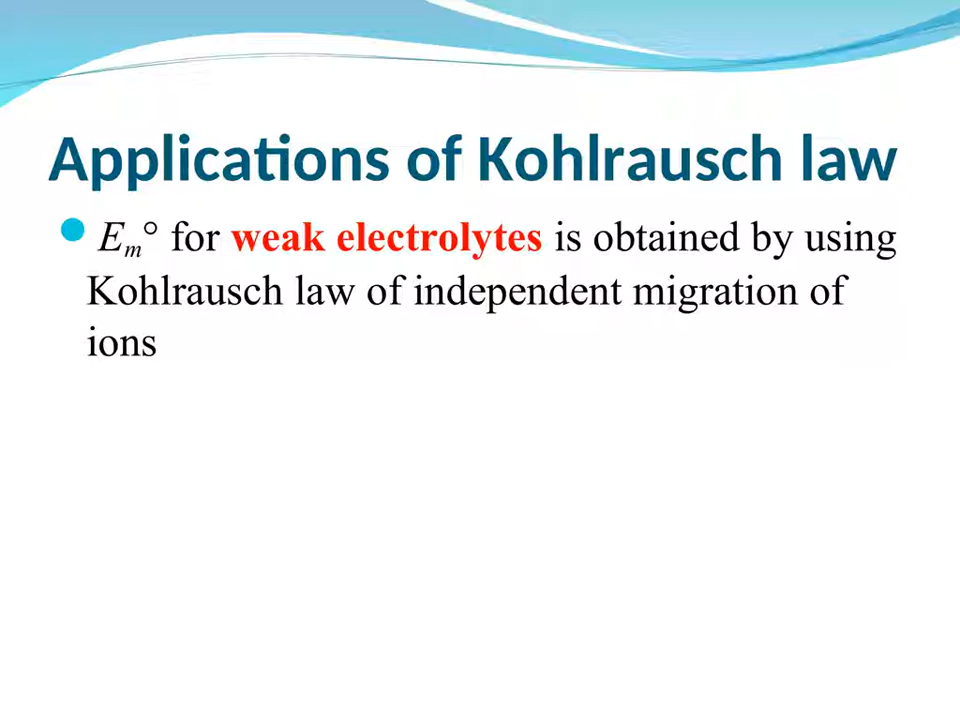 Applications of Kohlrausch law
Em° for weak electrolytes is obtained by using
Kohlrausch law of independent migration of
ions